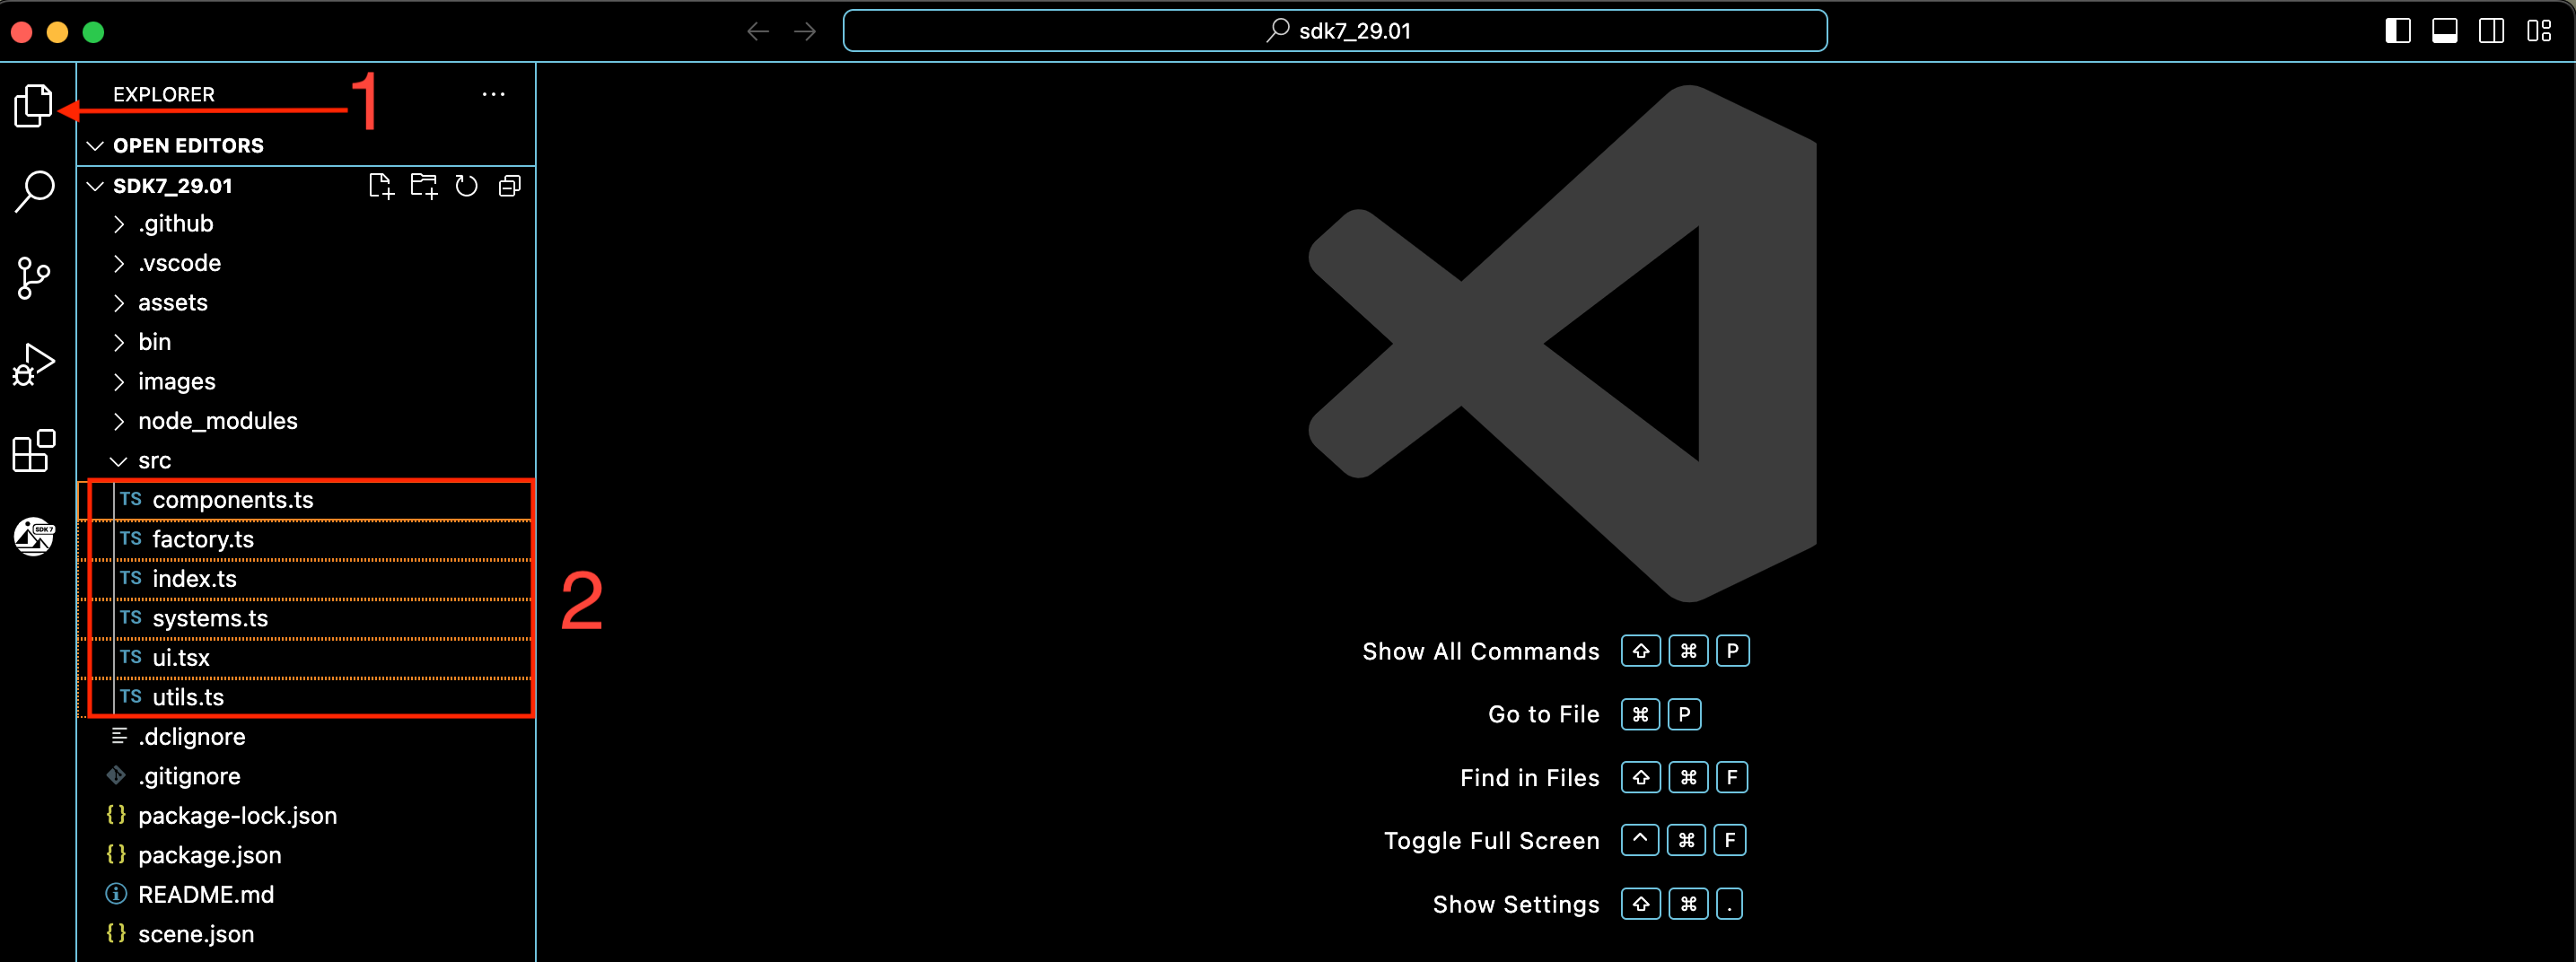 sdk7_29.01
EXPLORER
1
OPEN EDITORS
SDK7_29.01
.github
.vscode
assets
bin
images
node_modules
src
TS components.ts
TS factory.ts
TS index.ts
TS systems.ts
TS ui.tsx
TS utils.ts
2
.dclignore
.gitignore
{} package-lock.json
{} package.json
README.md
{} scene.json
SDK 7
Show All Commands ⇧ ⌘ P
Go to File ⌘ P
Find in Files ⇧ ⌘ F
Toggle Full Screen ^ ⌘ F
Show Settings ⇧ ⌘ .